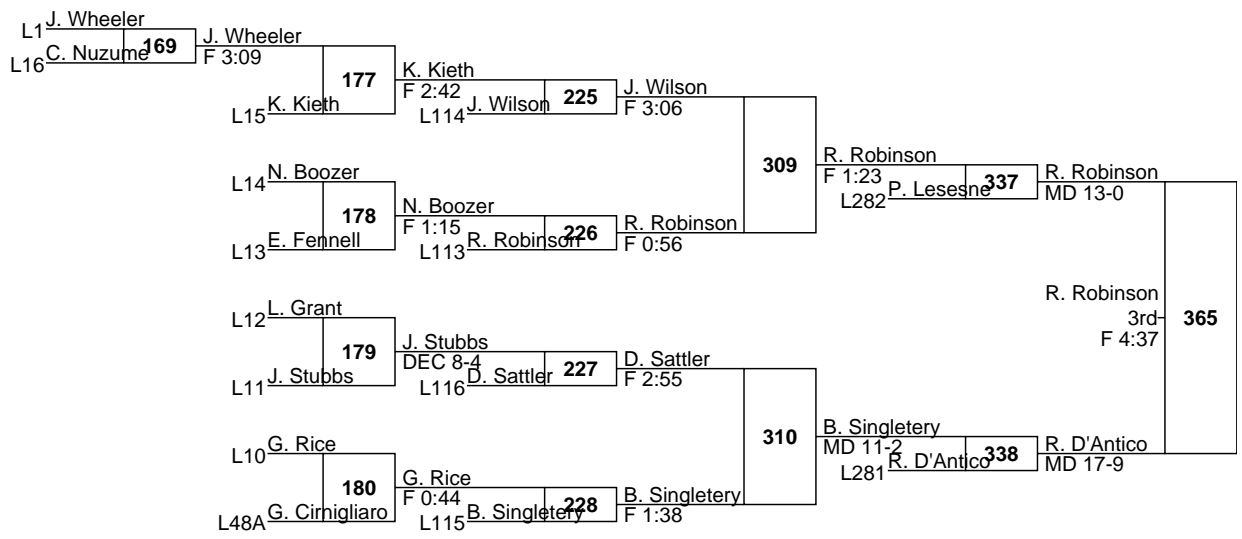 J. Wheeler
L1
169
J. Wheeler
C. Nuzume
L16
F 3:09
177
K. Kieth
F 2:42
K. Kieth
L15
J. Wilson
L114
225
J. Wilson
F 3:06
309
R. Robinson
F 1:23
N. Boozer
L14
178
N. Boozer
F 1:15
E. Fennell
L13
R. Robinson
L113
226
R. Robinson
F 0:56
P. Lesesne
L282
337
R. Robinson
MD 13-0
R. Robinson
3rd
F 4:37
365
L. Grant
L12
179
J. Stubbs
DEC 8-4
J. Stubbs
L11
D. Sattler
L116
227
D. Sattler
F 2:55
310
B. Singletery
MD 11-2
R. D'Antico
L281
338
R. D'Antico
MD 17-9
G. Rice
L10
180
G. Rice
F 0:44
G. Cirnigliaro
L48A
B. Singletery
L115
228
B. Singletery
F 1:38